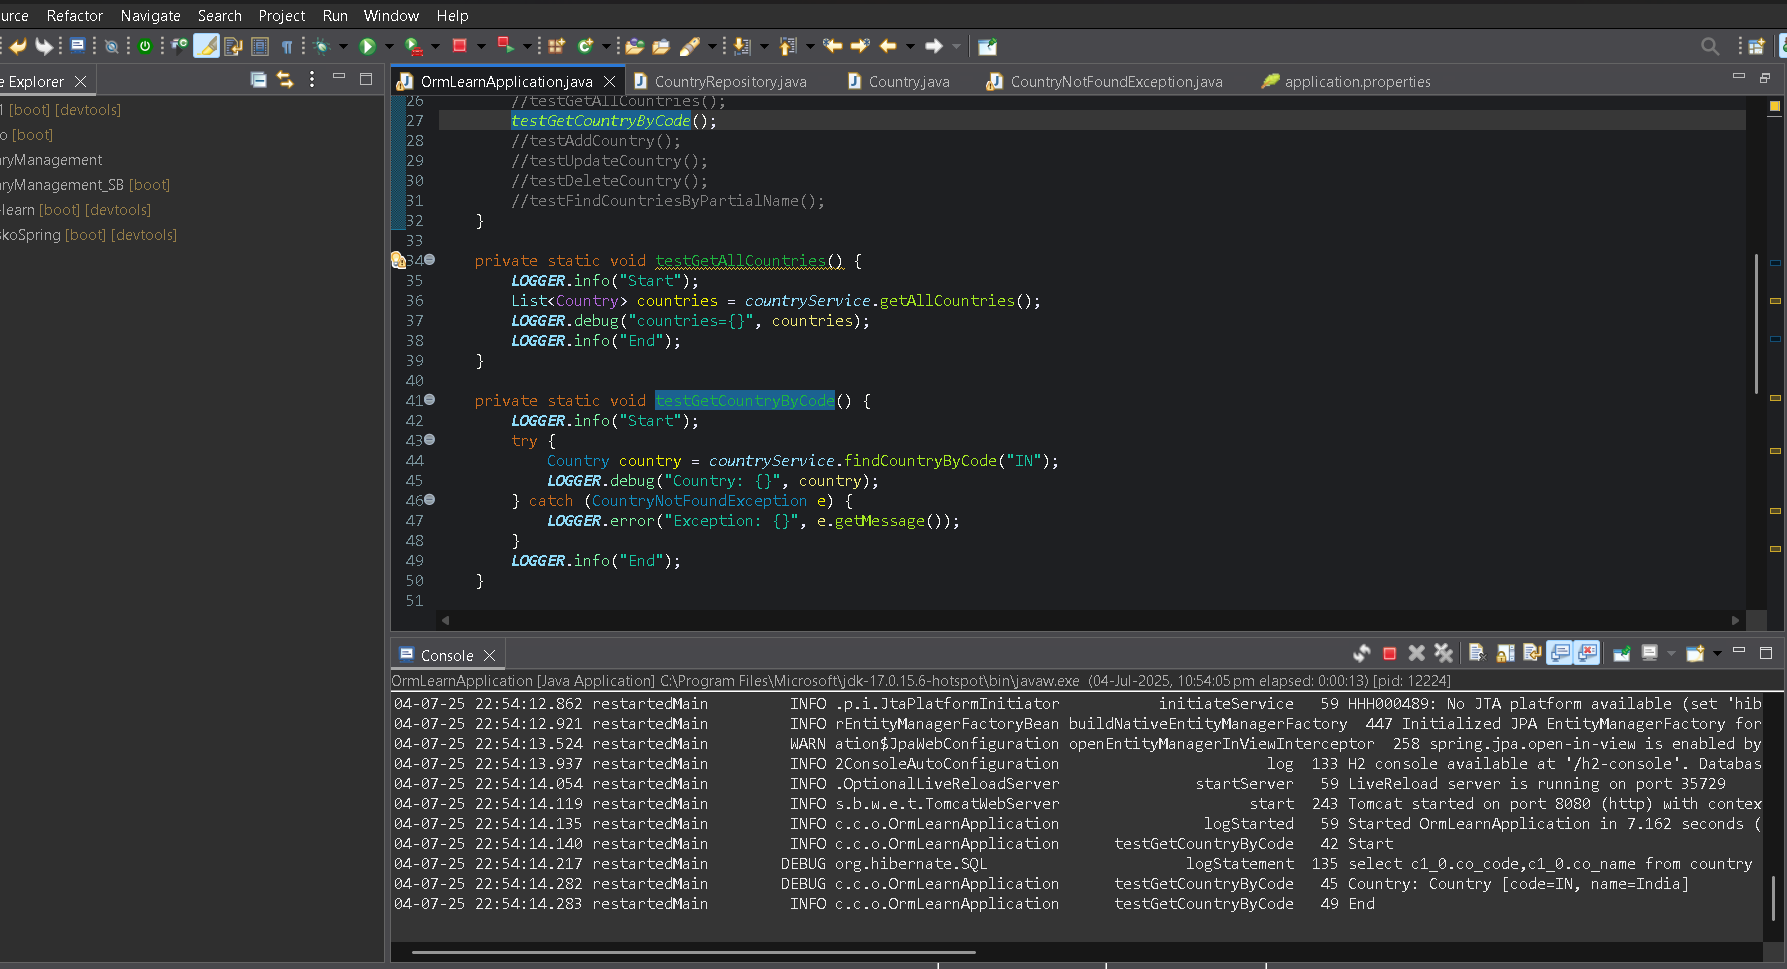 urce Refactor Navigate Search Project Run Window Help
e Explorer
OrmLearnApplication.java CountryRepository.java Country.java CountryNotFoundException.java application.properties
1 [boot] [devtools]
o [boot]
aryManagement
aryManagement_SB [boot]
-learn [boot] [devtools]
skoSpring [boot] [devtools]
26 //testGetAllCountries();
27 testGetCountryByCode();
28 //testAddCountry();
29 //testUpdateCountry();
30 //testDeleteCountry();
31 //testFindCountriesByPartialName();
32 }
33
34 private static void testGetAllCountries() {
35 LOGGER.info("Start");
36 List<Country> countries = countryService.getAllCountries();
37 LOGGER.debug("countries={}", countries);
38 LOGGER.info("End");
39 }
40
41 private static void testGetCountryByCode() {
42 LOGGER.info("Start");
43 try {
44 Country country = countryService.findCountryByCode("IN");
45 LOGGER.debug("Country: {}", country);
46 } catch (CountryNotFoundException e) {
47 LOGGER.error("Exception: {}", e.getMessage());
48 }
49 LOGGER.info("End");
50 }
51
Console
OrmLearnApplication [Java Application] C:\Program Files\Microsoft\jdk-17.0.15.6-hotspot\bin\javaw.exe (04-Jul-2025, 10:54:05 pm elapsed: 0:00:13) [pid: 12224]
04-07-25 22:54:12.862 restartedMain INFO .p.i.JtaPlatformInitiator initiateService 59 HHH000489: No JTA platform available (set 'hib
04-07-25 22:54:12.921 restartedMain INFO rEntityManagerFactoryBean buildNativeEntityManagerFactory 447 Initialized JPA EntityManagerFactory for
04-07-25 22:54:13.524 restartedMain WARN ation$JpaWebConfiguration openEntityManagerInViewInterceptor 258 spring.jpa.open-in-view is enabled by
04-07-25 22:54:13.937 restartedMain INFO 2ConsoleAutoConfiguration log 133 H2 console available at '/h2-console'. Databas
04-07-25 22:54:14.054 restartedMain INFO .OptionalLiveReloadServer startServer 59 LiveReload server is running on port 35729
04-07-25 22:54:14.119 restartedMain INFO s.b.w.e.t.TomcatWebServer start 243 Tomcat started on port 8080 (http) with contex
04-07-25 22:54:14.135 restartedMain INFO c.c.o.OrmLearnApplication logStarted 59 Started OrmLearnApplication in 7.162 seconds (
04-07-25 22:54:14.140 restartedMain INFO c.c.o.OrmLearnApplication testGetCountryByCode 42 Start
04-07-25 22:54:14.217 restartedMain DEBUG org.hibernate.SQL logStatement 135 select c1_0.co_code,c1_0.co_name from country
04-07-25 22:54:14.282 restartedMain DEBUG c.c.o.OrmLearnApplication testGetCountryByCode 45 Country: Country [code=IN, name=India]
04-07-25 22:54:14.283 restartedMain INFO c.c.o.OrmLearnApplication testGetCountryByCode 49 End